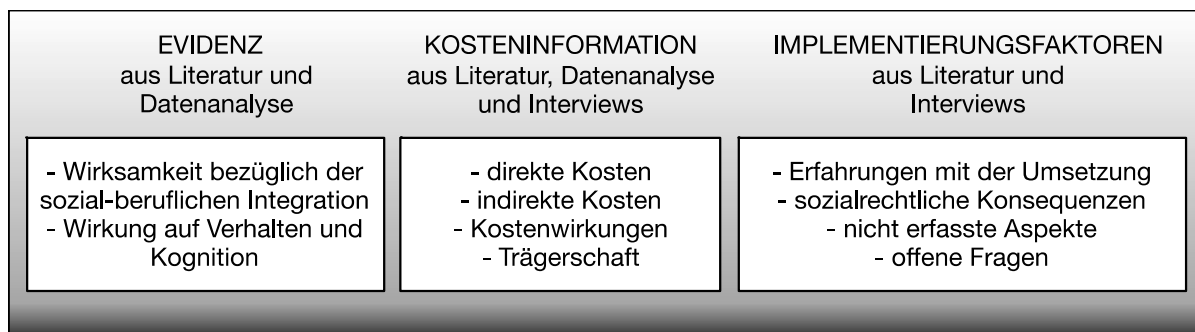 EVIDENZ
aus Literatur und
Datenanalyse
- Wirksamkeit bezüglich der
sozial-beruflichen Integration
- Wirkung auf Verhalten und
Kognition
KOSTENINFORMATION
aus Literatur, Datenanalyse
und Interviews
- direkte Kosten
- indirekte Kosten
- Kostenwirkungen
- Trägerschaft
IMPLEMENTIERUNGSFAKTOREN
aus Literatur und
Interviews
- Erfahrungen mit der Umsetzung
- sozialrechtliche Konsequenzen
- nicht erfasste Aspekte
- offene Fragen